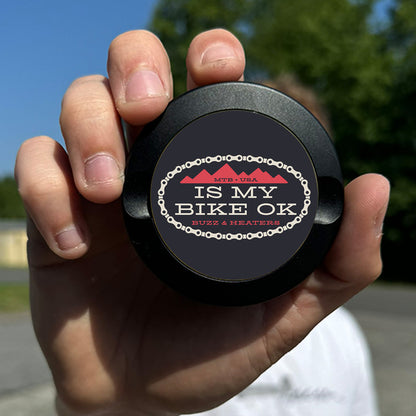 MTB • USA
IS MY
BIKE OK
BUZZ & HEATERS